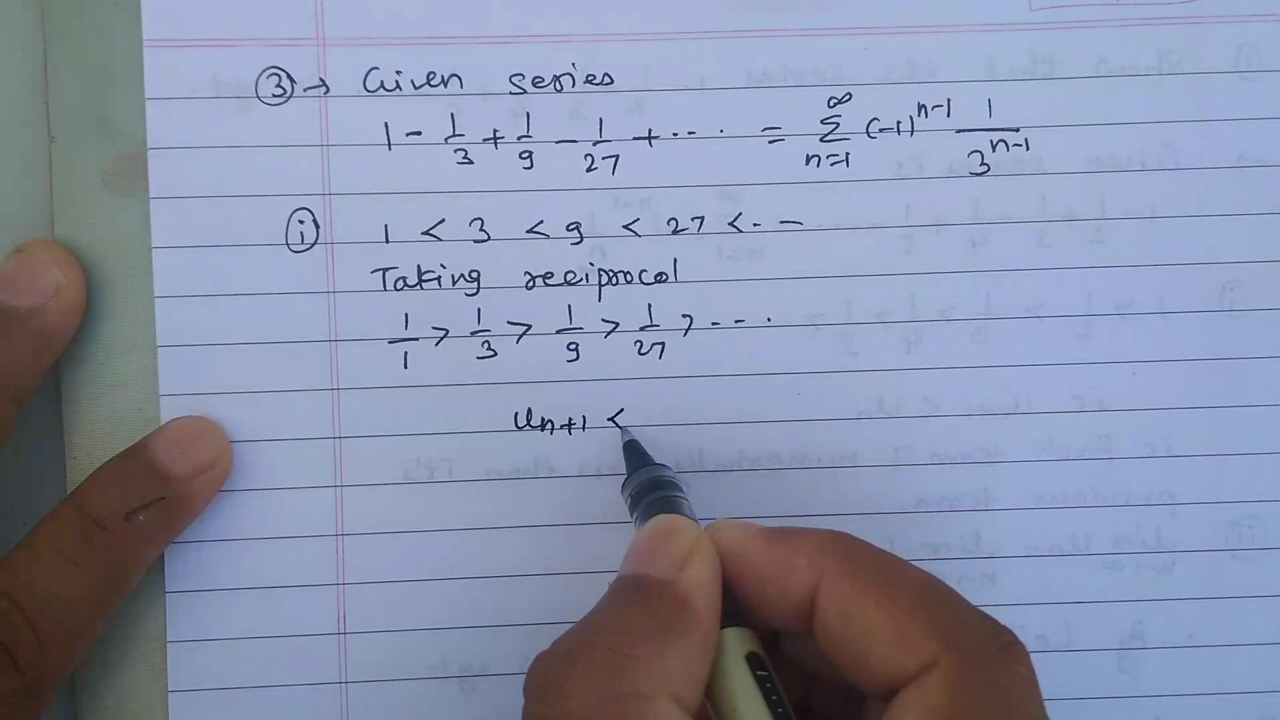 ③→ Given series
1 - 1/3 + 1/9 - 1/27 + ... = ∑_{n=1}^{∞} (-1)^{n-1} 1/3^{n-1}
ⓘ 1 < 3 < 9 < 27 < ...
Taking reciprocal
1/1 > 1/3 > 1/9 > 1/27 > ...
u_{n+1} <